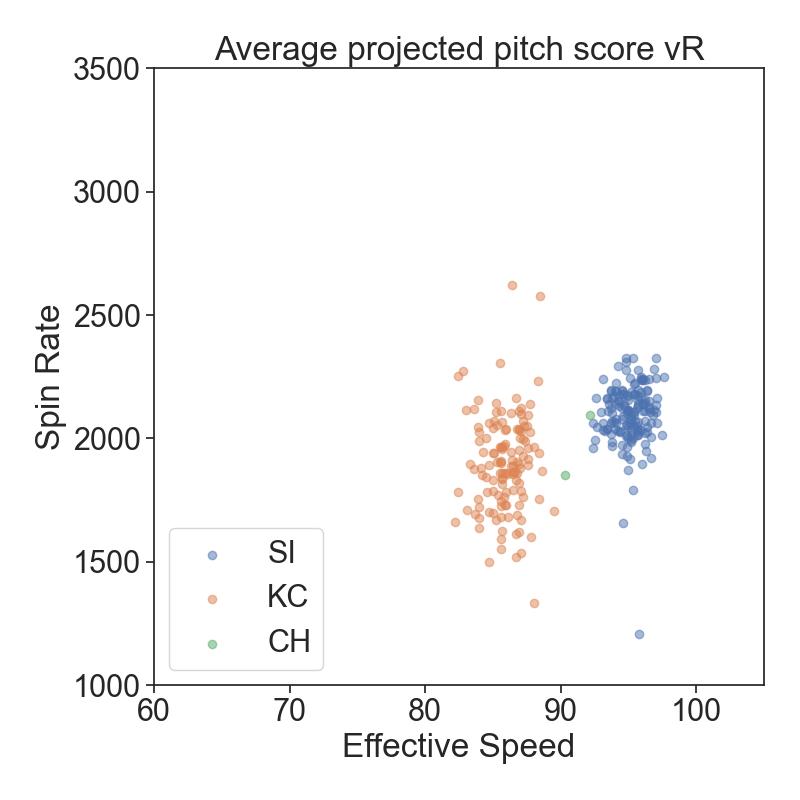 Average projected pitch score vR
3500
3000
2500
2000
1500
1000
Spin Rate
SI
KC
CH
60 70 80 90 100
Effective Speed